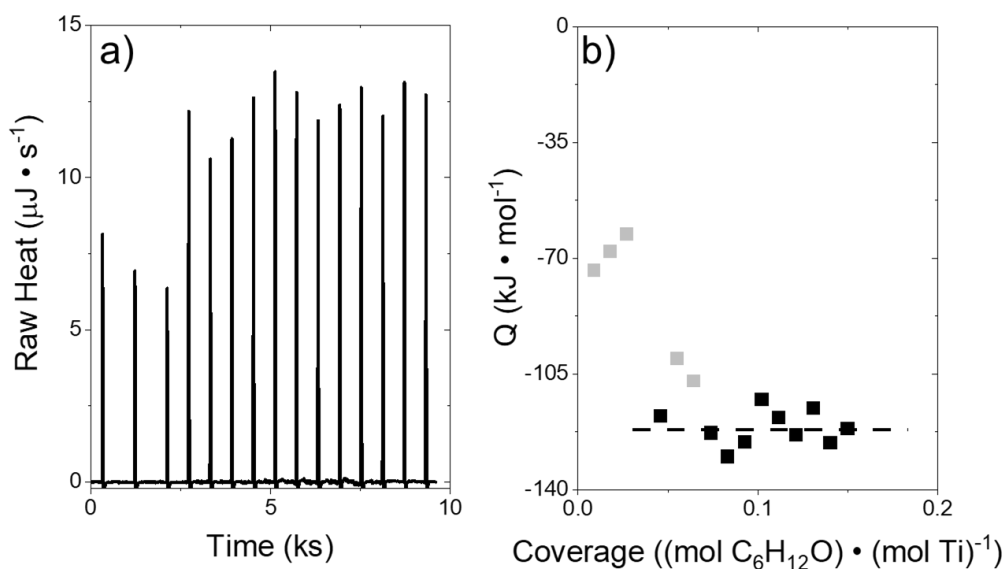 a)
Raw Heat (μJ • s⁻¹)
15
10
5
0
0
5
10
Time (ks)
b)
Q (kJ • mol⁻¹)
0
-35
-70
-105
-140
0.0
0.1
0.2
Coverage ((mol C₆H₁₂O) • (mol Ti)⁻¹